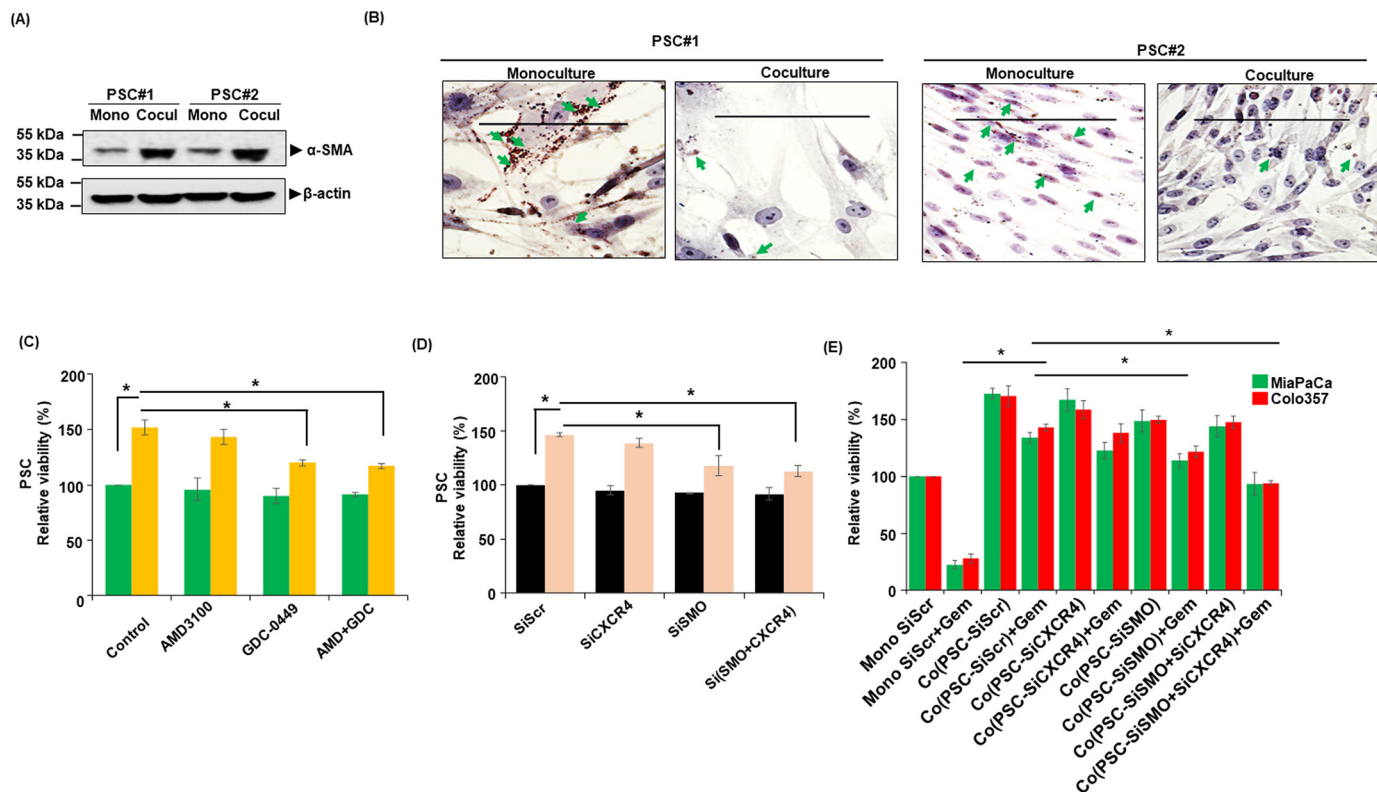 (A)
PSC#1 PSC#2
Mono Cocul Mono Cocul
55 kDa
35 kDa
α-SMA
55 kDa
35 kDa
β-actin
(B)
PSC#1
Monoculture Coculture
PSC#2
Monoculture Coculture
(C)
PSC
Relative viability (%)
200
150
100
50
0
*
*
*
Control
AMD3100
GDC-0449
AMD+GDC
(D)
PSC
Relative viability (%)
200
150
100
50
0
*
*
*
SiScr
SiCXCR4
SiSMO
Si(SMO+CXCR4)
(E)
Relative viability (%)
200
150
100
50
0
*
*
*
MiaPaCa
Colo357
Mono SiScr
Mono SiScr+Gem
Co(PSC-SiScr)
Co(PSC-SiScr)+Gem
Co(PSC-SiCXCR4)
Co(PSC-SiCXCR4)+Gem
Co(PSC-SiSMO)
Co(PSC-SiSMO)+Gem
Co(PSC-SiSMO+SiCXCR4)
Co(PSC-SiSMO+SiCXCR4)+Gem